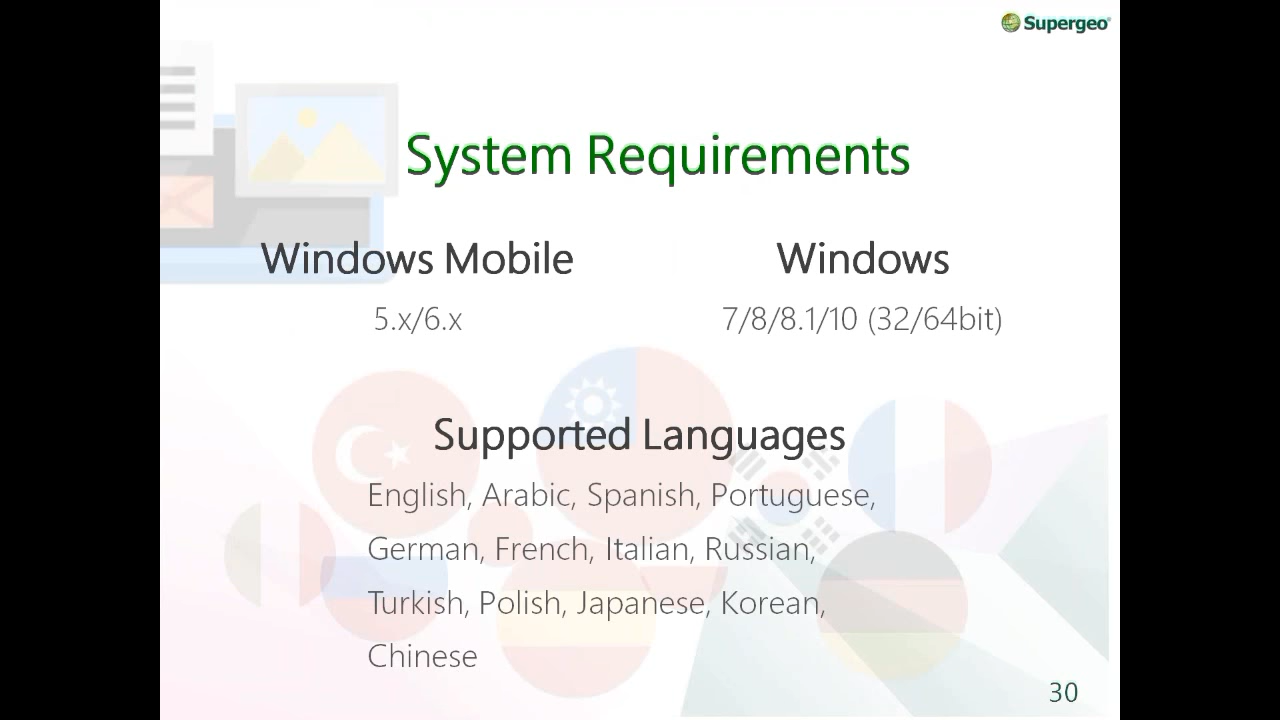 Supergeo®
System Requirements
Windows Mobile
Windows
5.x/6.x
7/8/8.1/10 (32/64bit)
Supported Languages
English, Arabic, Spanish, Portuguese,
German, French, Italian, Russian,
Turkish, Polish, Japanese, Korean,
Chinese
30